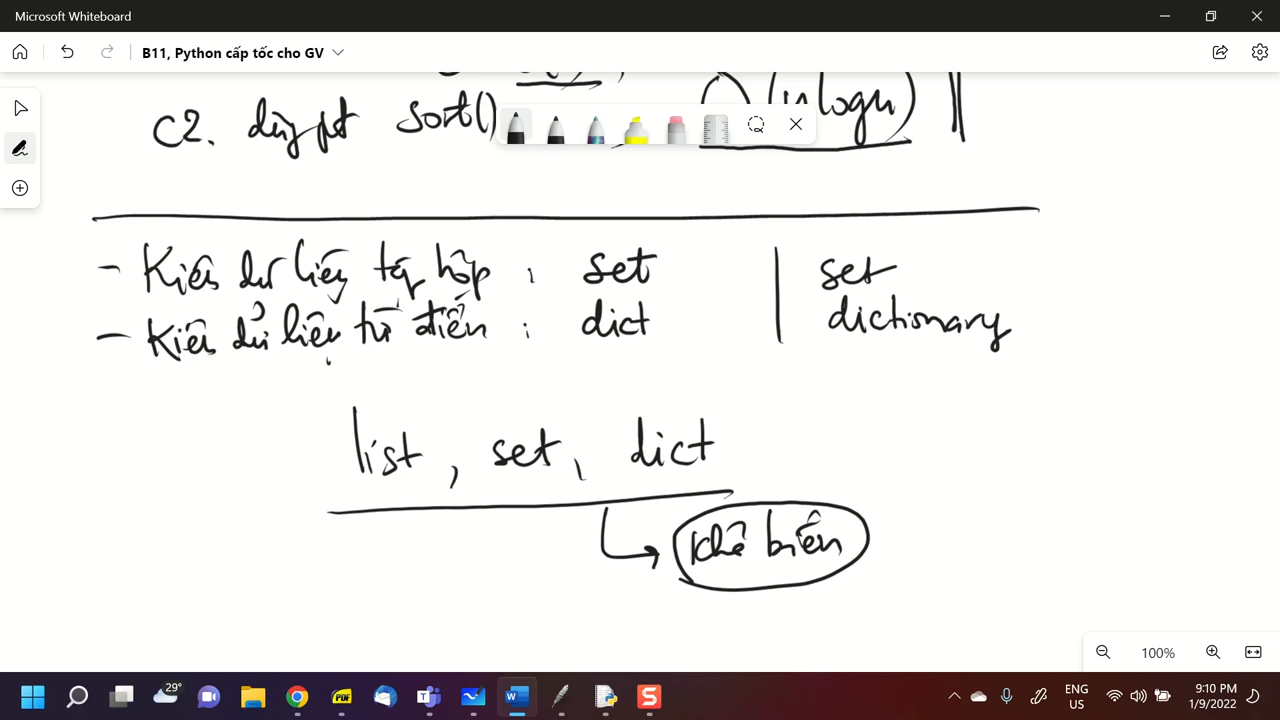 Microsoft Whiteboard
B11, Python cấp tốc cho GV
C2. dùng pt sort() (n logn)
- Kiểu dữ liệu tập hợp : set | set
- Kiểu dữ liệu từ điển : dict | dictionary
list, set, dict
khả biến
100%
29°
PDF
ENG
US
9:10 PM
1/9/2022